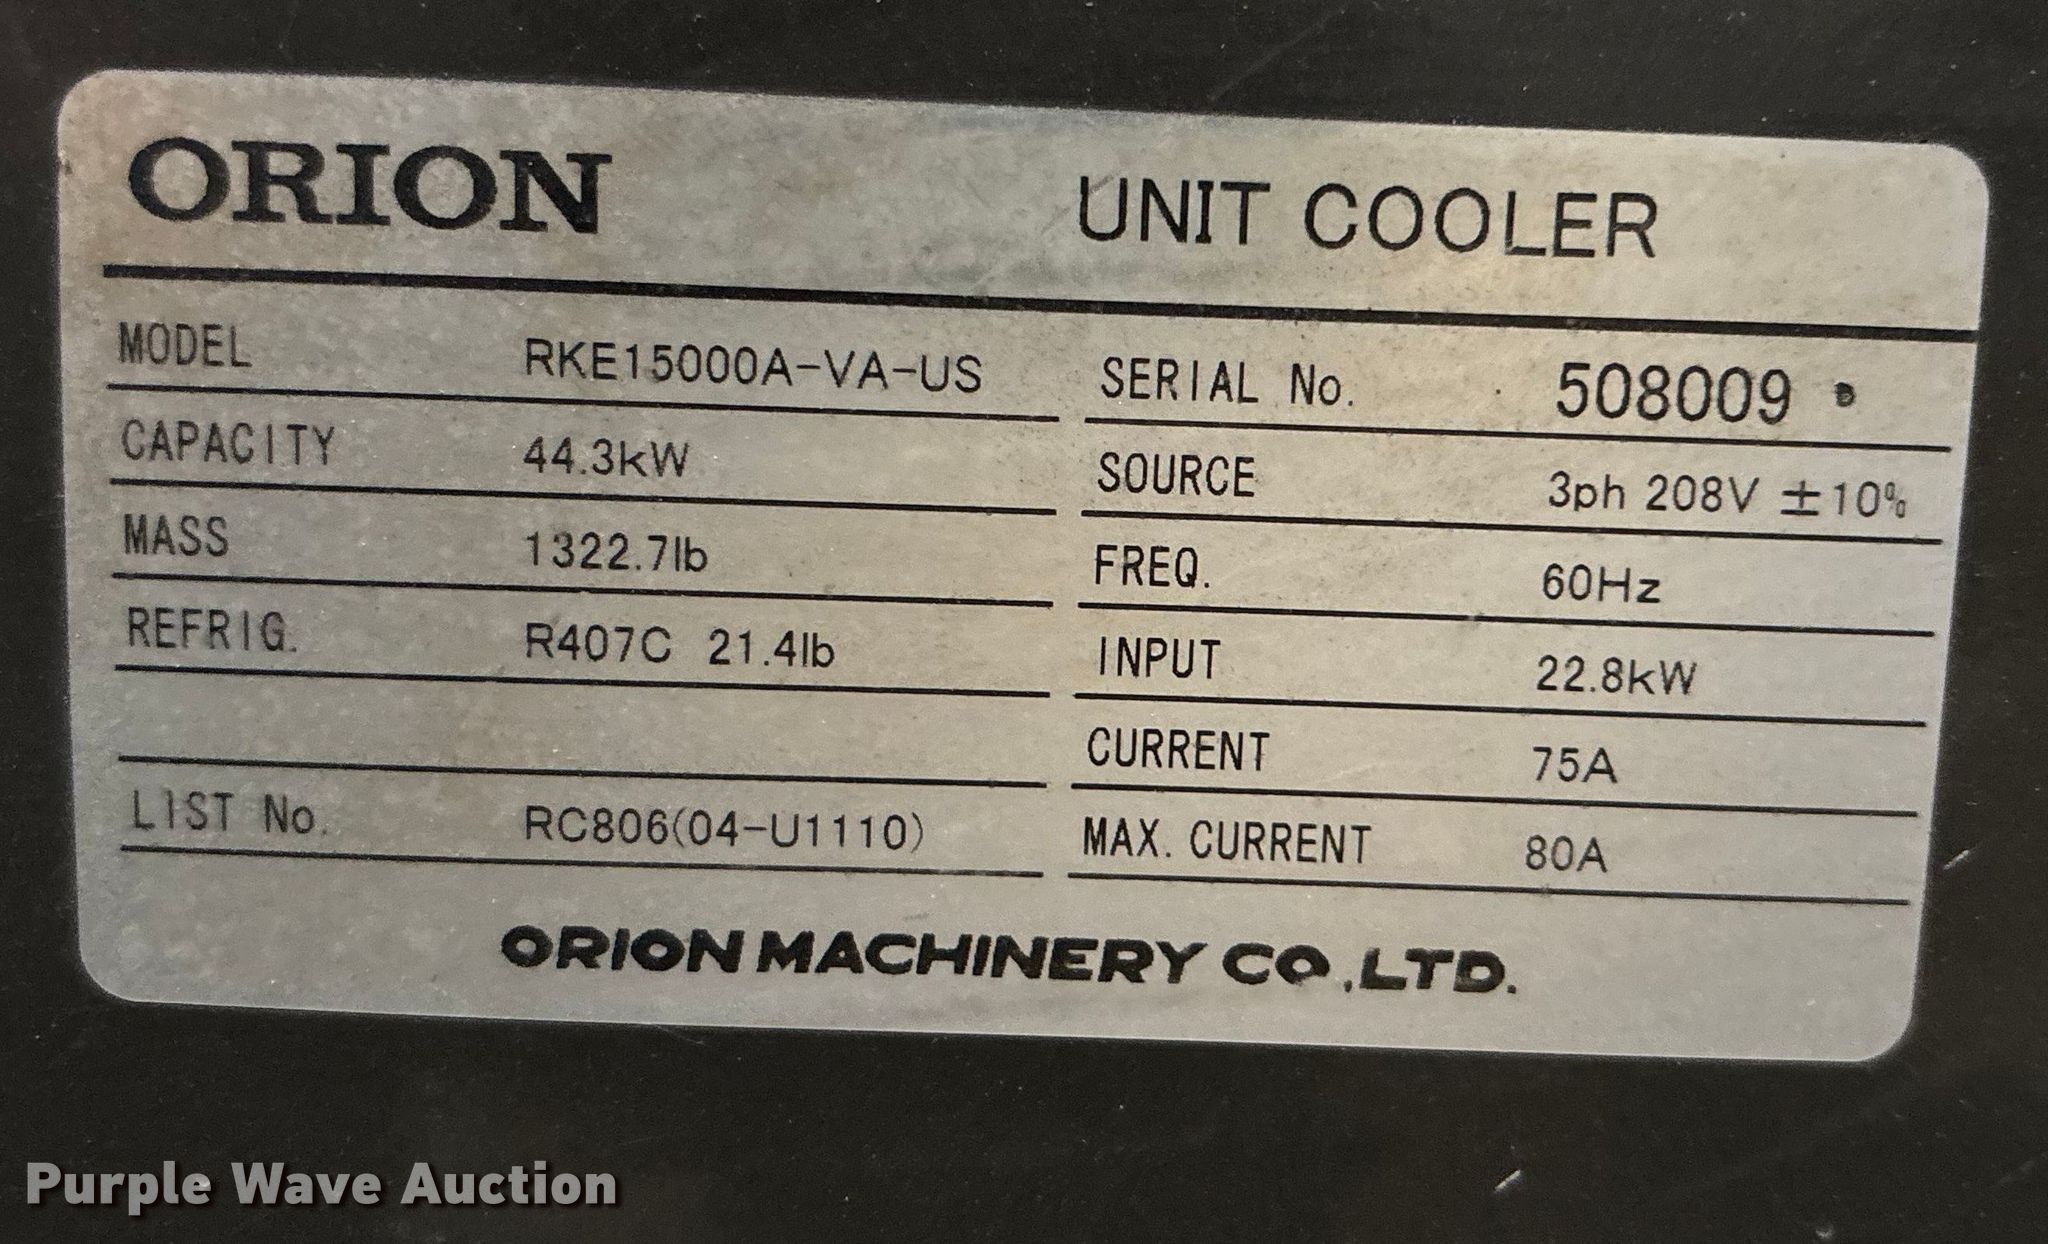 ORION UNIT COOLER
MODEL RKE15000A-VA-US
CAPACITY 44.3kW
MASS 1322.7lb
REFRIG. R407C 21.4lb
LIST No. RC806(04-U1110)
SERIAL No. 508009
SOURCE 3ph 208V ±10%
FREQ. 60Hz
INPUT 22.8kW
CURRENT 75A
MAX. CURRENT 80A
ORION MACHINERY CO.,LTD.
Purple Wave Auction